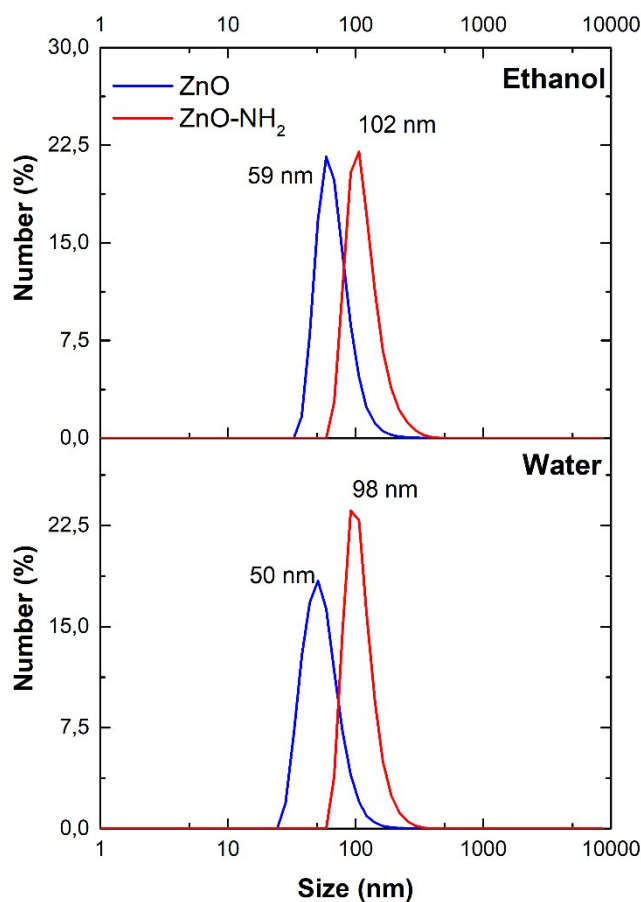 1 10 100 1000 10000
30,0
Ethanol
ZnO
ZnO-NH₂
102 nm
22,5
59 nm
Number (%)
15,0
7,5
0,0
Water
98 nm
22,5
50 nm
Number (%)
15,0
7,5
0,0
1 10 100 1000 10000
Size (nm)